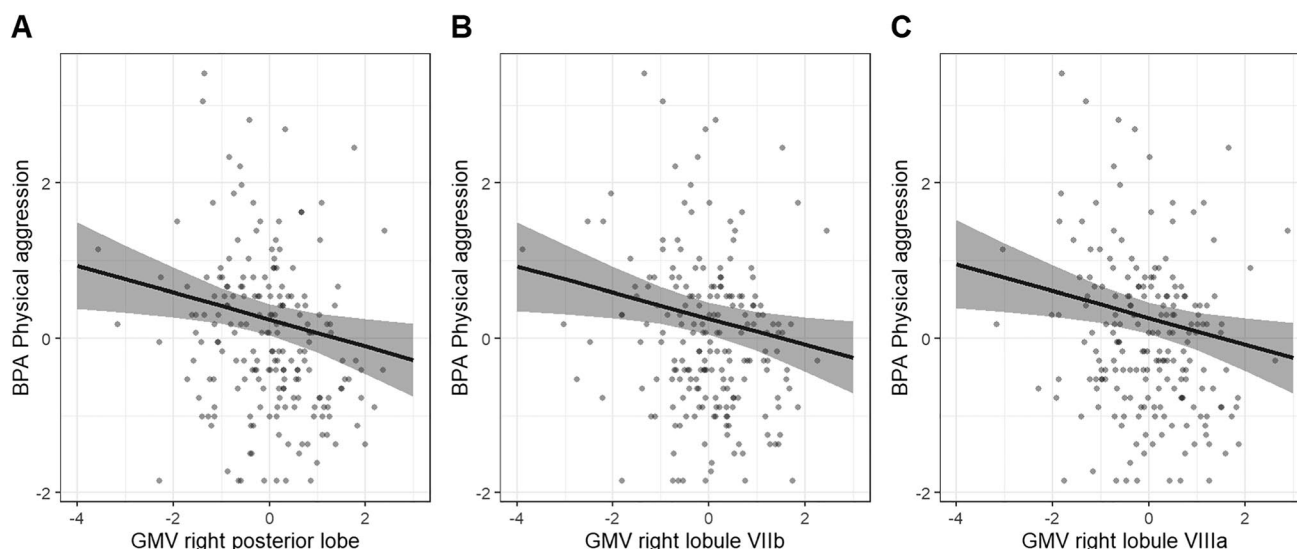 A
B
C
BPA Physical aggression
2
0
-2
-4
-2
0
2
GMV right posterior lobe
BPA Physical aggression
2
0
-2
-4
-2
0
2
GMV right lobule VIIb
BPA Physical aggression
2
0
-2
-4
-2
0
2
GMV right lobule VIIIa